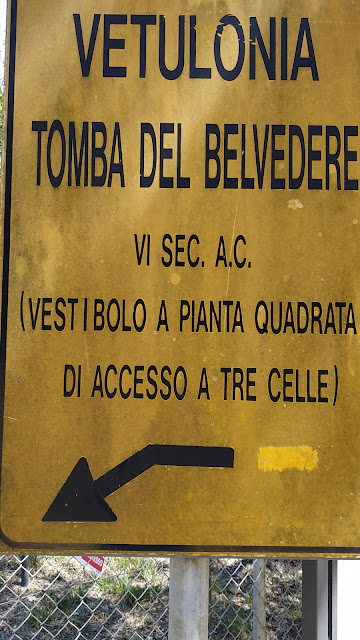 VETULONIA
TOMBA DEL BELVEDERE
VI SEC. A.C.
(VESTIBOLO A PIANTA QUADRATA
DI ACCESSO A TRE CELLE)